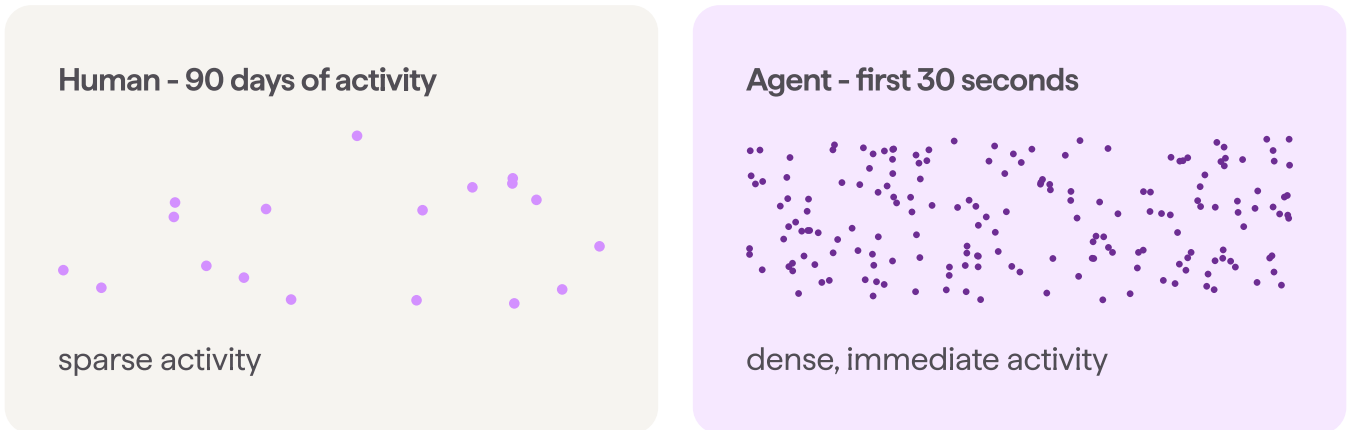 Human - 90 days of activity
sparse activity
Agent - first 30 seconds
dense, immediate activity